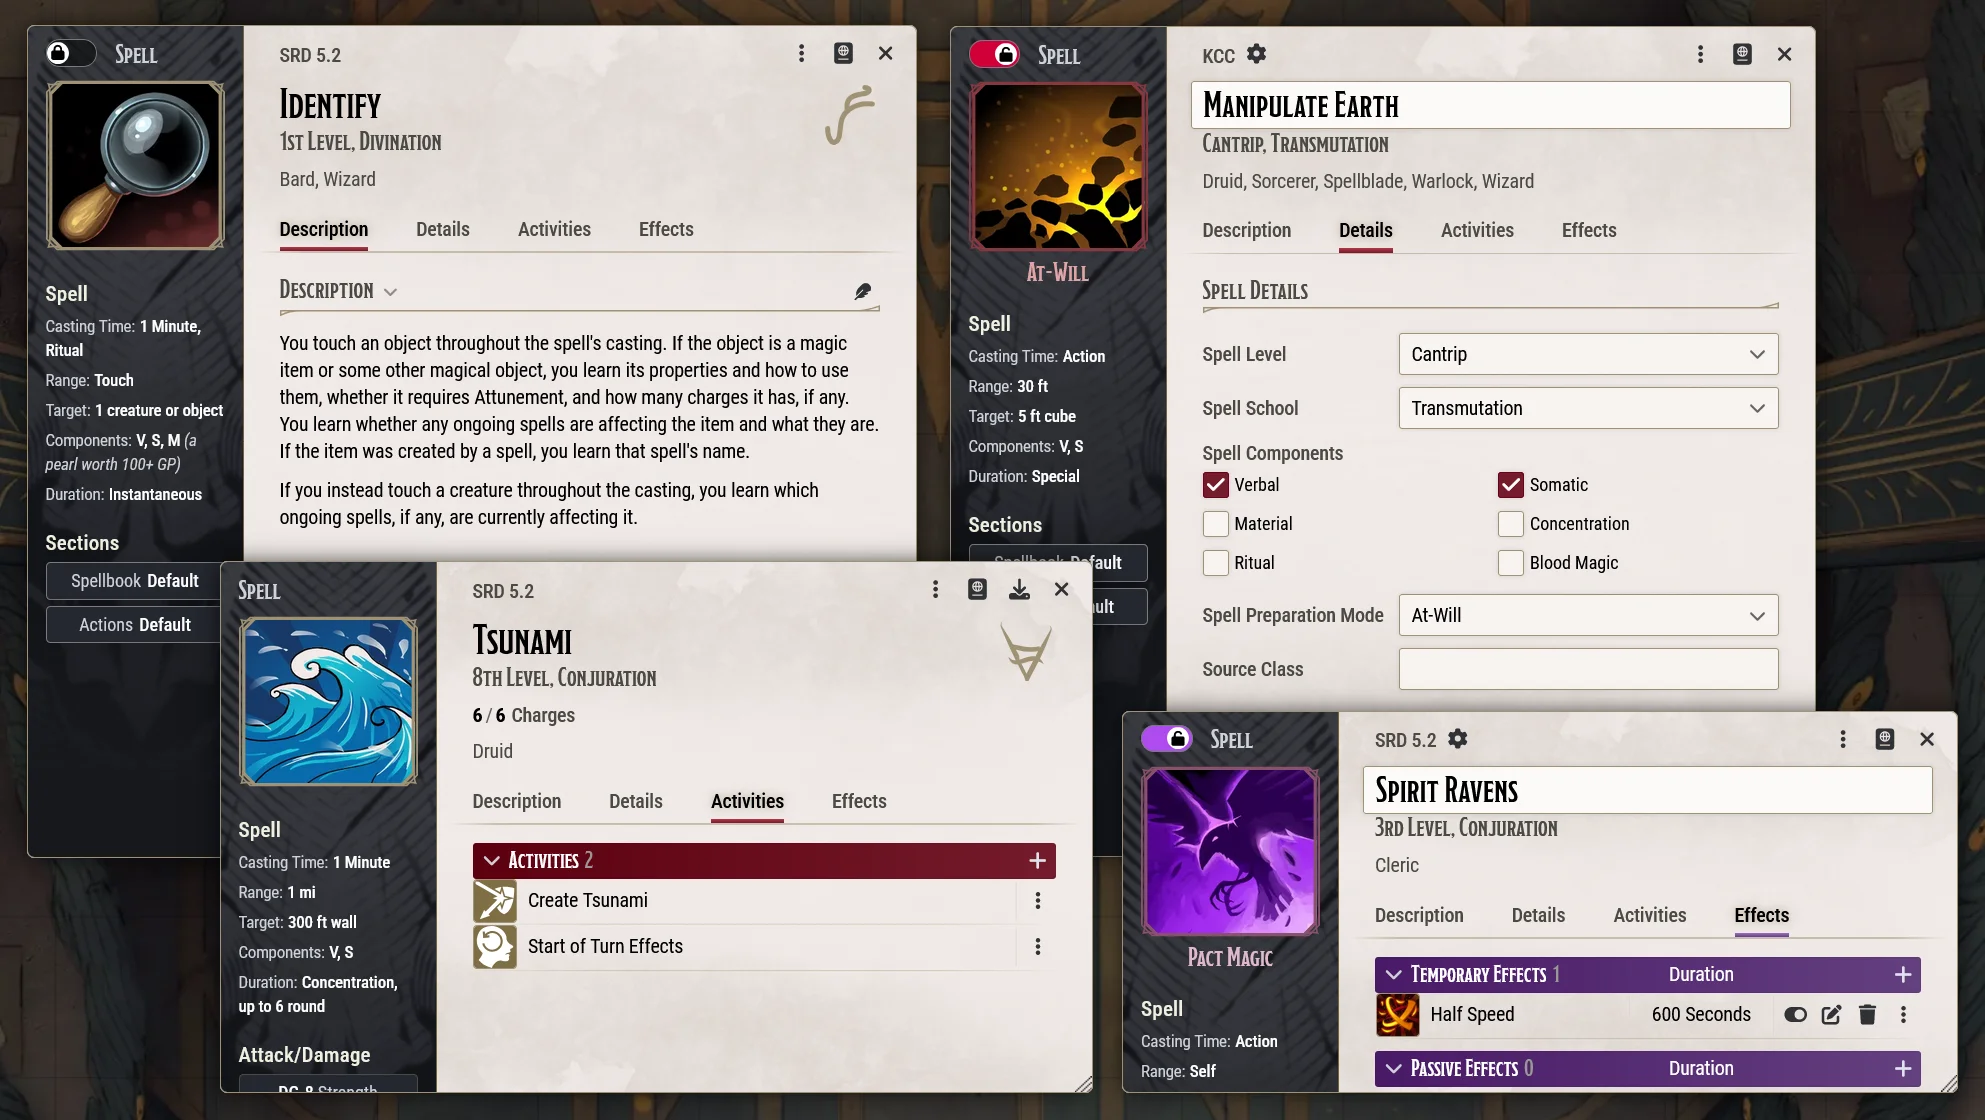 Spell
SRD 5.2
Identify
1st Level, Divination
Bard, Wizard
Description Details Activities Effects
Description
You touch an object throughout the spell's casting. If the object is a magic
item or some other magical object, you learn its properties and how to use
them, whether it requires Attunement, and how many charges it has, if any.
You learn whether any ongoing spells are affecting the item and what they are.
If the item was created by a spell, you learn that spell's name.
If you instead touch a creature throughout the casting, you learn which
ongoing spells, if any, are currently affecting it.
Spell
Casting Time: 1 Minute,
Ritual
Range: Touch
Target: 1 creature or object
Components: V, S, M (a
pearl worth 100+ GP)
Duration: Instantaneous
Sections
Spellbook Default
Actions Default
Spell
KCC
Manipulate Earth
Cantrip, Transmutation
Druid, Sorcerer, Spellblade, Warlock, Wizard
Description Details Activities Effects
At-Will
Spell
Casting Time: Action
Range: 30 ft
Target: 5 ft cube
Components: V, S
Duration: Special
Sections
Spellbook Default
Spell Details
Spell Level Cantrip
Spell School Transmutation
Spell Components
Verbal Somatic
Material Concentration
Ritual Blood Magic
Spell Preparation Mode At-Will
Source Class
Spell
SRD 5.2
Tsunami
8th Level, Conjuration
6 / 6 Charges
Druid
Description Details Activities Effects
Activities 2
Create Tsunami
Start of Turn Effects
Spell
Casting Time: 1 Minute
Range: 1 mi
Target: 300 ft wall
Components: V, S
Duration: Concentration,
up to 6 round
Attack/Damage
DC 8 Strength
Spell
SRD 5.2
Spirit Ravens
3rd Level, Conjuration
Cleric
Description Details Activities Effects
Temporary Effects 1 Duration
Half Speed 600 Seconds
Passive Effects 0 Duration
Pact Magic
Spell
Casting Time: Action
Range: Self